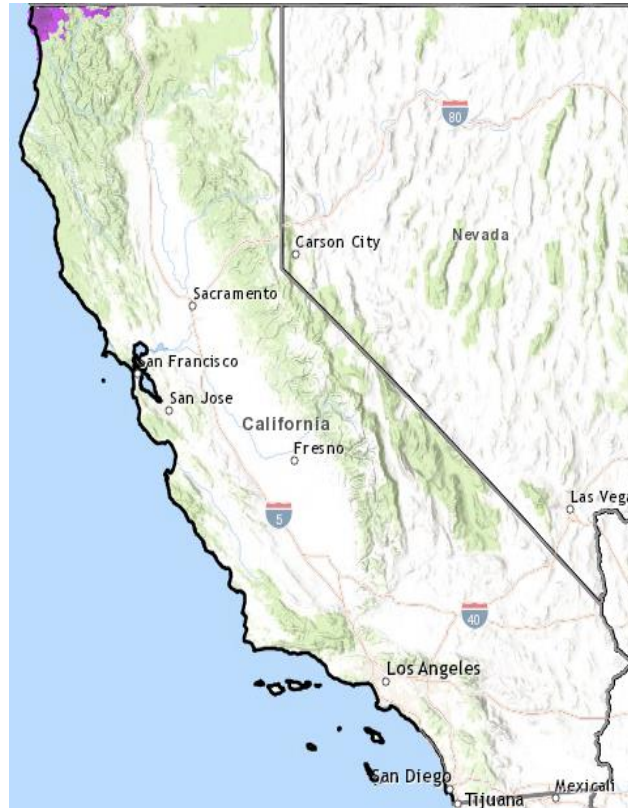 80
Carson City
Nevada
Sacramento
San Francisco
San Jose
California
Fresno
Las Vega
5
40
Los Angeles
San Diego
Mexicali
Tijuana